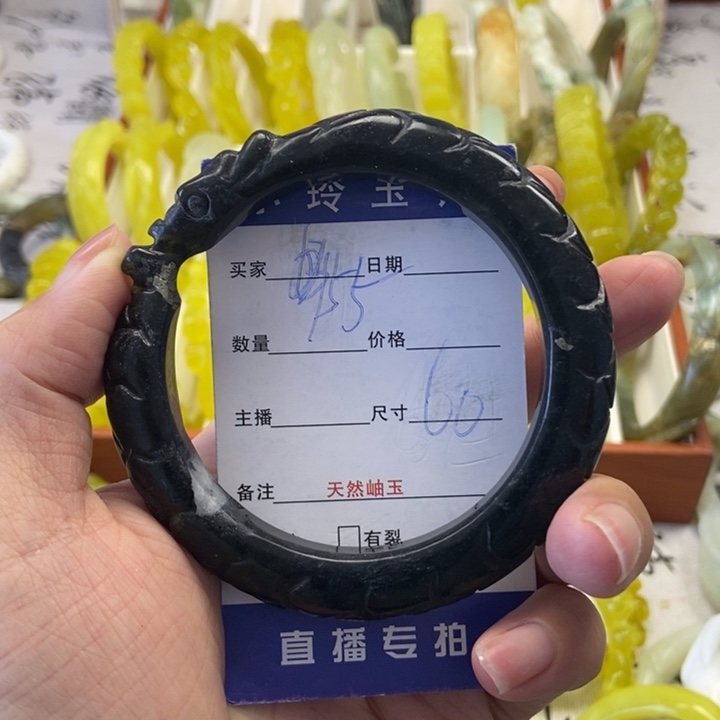 玲玉
买家 日期
55
数量 价格
主播 尺寸 60
备注 天然岫玉
有裂
直播专拍